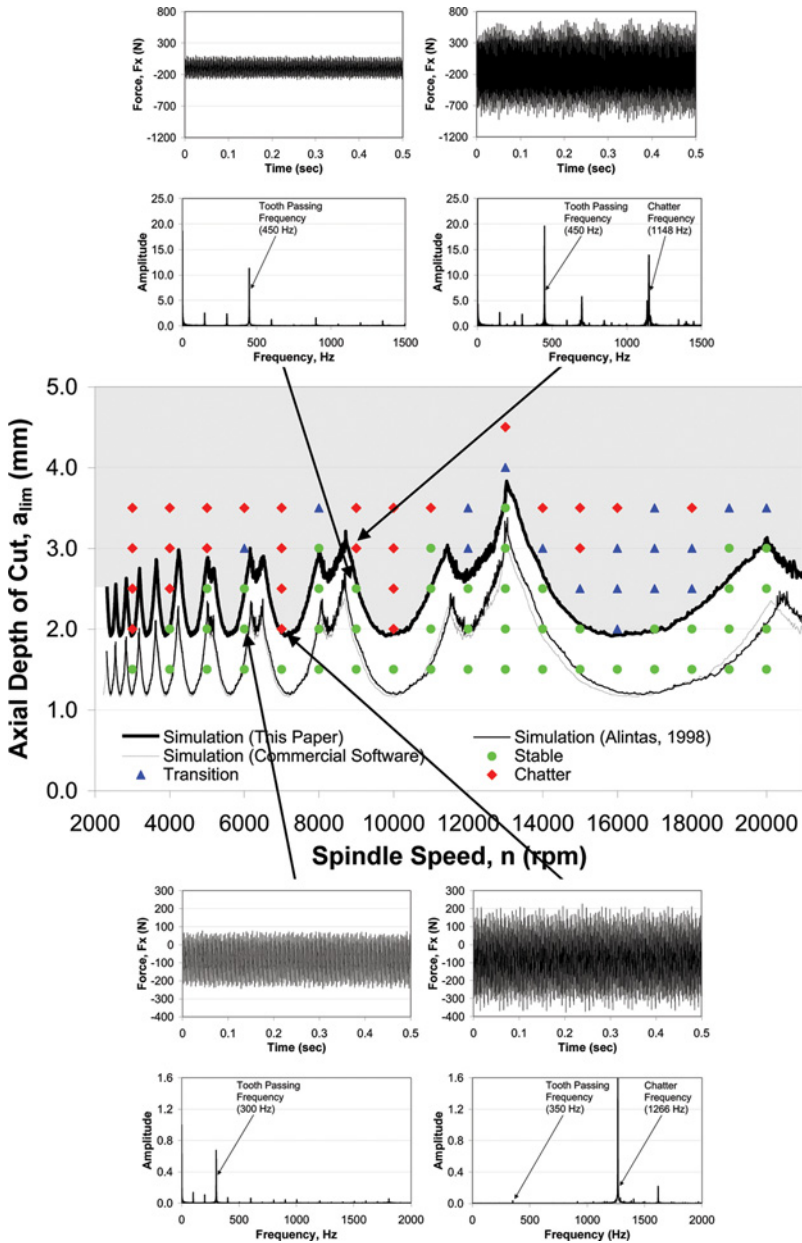 800
300
-200
-700
-1200
Force, Fx (N)
0 0.1 0.2 0.3 0.4 0.5
Time (sec)
800
300
-200
-700
-1200
Force, Fx (N)
0 0.1 0.2 0.3 0.4 0.5
Time (sec)
25.0
20.0
15.0
10.0
5.0
0.0
Amplitude
Tooth Passing
Frequency
(450 Hz)
0 500 1000 1500
Frequency, Hz
25.0
20.0
15.0
10.0
5.0
0.0
Amplitude
Tooth Passing
Frequency
(450 Hz)
Chatter
Frequency
(1148 Hz)
0 500 1000 1500
Frequency, Hz
5.0
4.0
3.0
2.0
1.0
0.0
Axial Depth of Cut, alim (mm)
Simulation (This Paper)
Simulation (Alintas, 1998)
Simulation (Commercial Software)
Stable
Transition
Chatter
2000 4000 6000 8000 10000 12000 14000 16000 18000 20000
Spindle Speed, n (rpm)
300
200
100
0
-100
-200
-300
-400
Force, Fx (N)
0 0.1 0.2 0.3 0.4 0.5
Time (sec)
300
200
100
0
-100
-200
-300
-400
Force, Fx (N)
0 0.1 0.2 0.3 0.4 0.5
Time (sec)
1.6
1.2
0.8
0.4
0.0
Amplitude
Tooth Passing
Frequency
(300 Hz)
0 500 1000 1500 2000
Frequency, Hz
1.6
1.2
0.8
0.4
0.0
Amplitude
Tooth Passing
Frequency
(350 Hz)
Chatter
Frequency
(1266 Hz)
0 500 1000 1500 2000
Frequency (Hz)